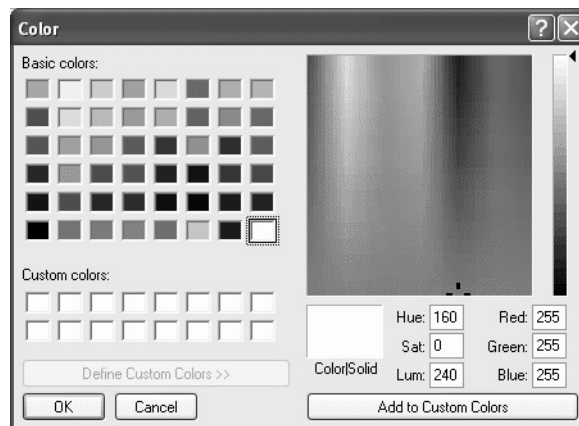 Color
Basic colors:
Custom colors:
Define Custom Colors >>
OK Cancel
Color|Solid
Hue: 160 Red: 255
Sat: 0 Green: 255
Lum: 240 Blue: 255
Add to Custom Colors